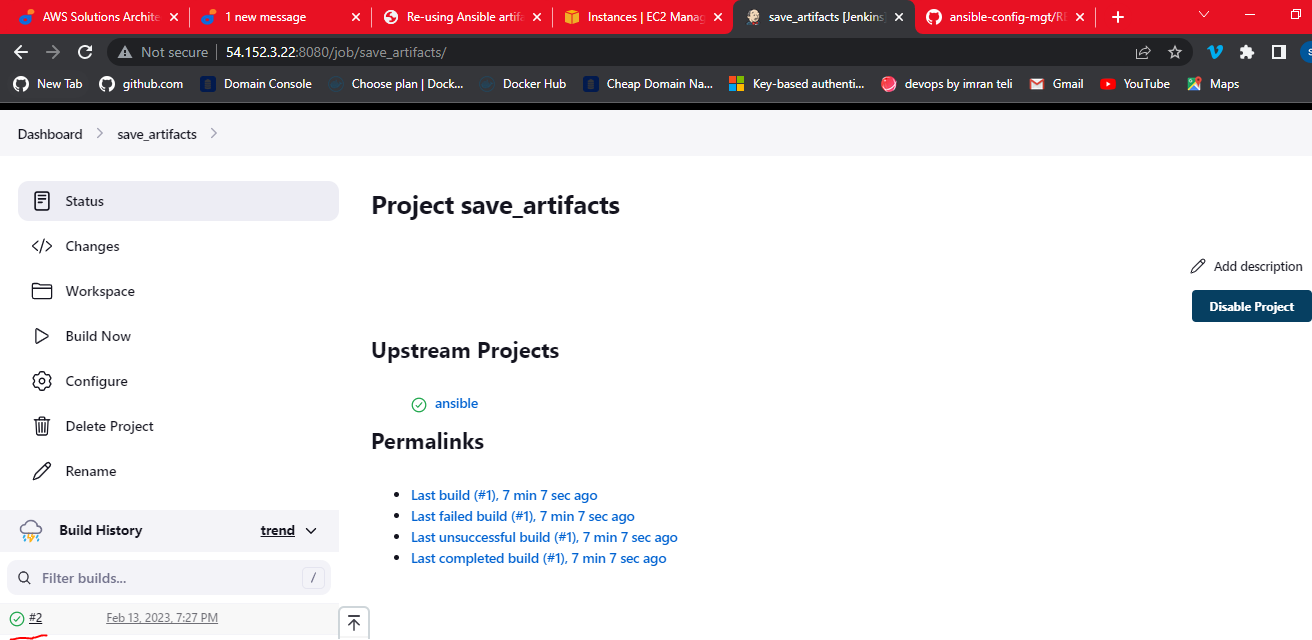 AWS Solutions Archite
1 new message
Re-using Ansible artifa
Instances | EC2 Manag
save_artifacts [Jenkins]
ansible-config-mgt/RE
Not secure
54.152.3.22:8080/job/save_artifacts/
New Tab
github.com
Domain Console
Choose plan | Dock...
Docker Hub
Cheap Domain Na...
Key-based authenti...
devops by imran teli
Gmail
YouTube
Maps
Dashboard
save_artifacts
Status
Changes
Workspace
Build Now
Configure
Delete Project
Rename
Build History
trend
Filter builds...
/
#2
Feb 13, 2023, 7:27 PM
Project save_artifacts
Add description
Disable Project
Upstream Projects
ansible
Permalinks
Last build (#1), 7 min 7 sec ago
Last failed build (#1), 7 min 7 sec ago
Last unsuccessful build (#1), 7 min 7 sec ago
Last completed build (#1), 7 min 7 sec ago